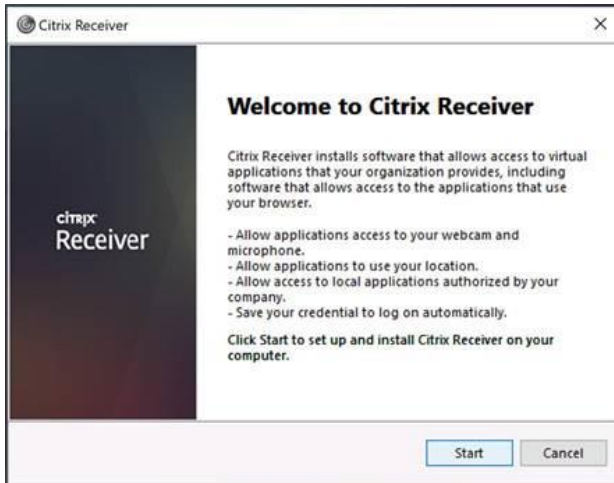 Citrix Receiver
Welcome to Citrix Receiver
Citrix Receiver installs software that allows access to virtual
applications that your organization provides, including
software that allows access to the applications that use
your browser.
- Allow applications access to your webcam and
microphone.
- Allow applications to use your location.
- Allow access to local applications authorized by your
company.
- Save your credential to log on automatically.
Click Start to set up and install Citrix Receiver on your
computer.
citrix
Receiver
Start Cancel